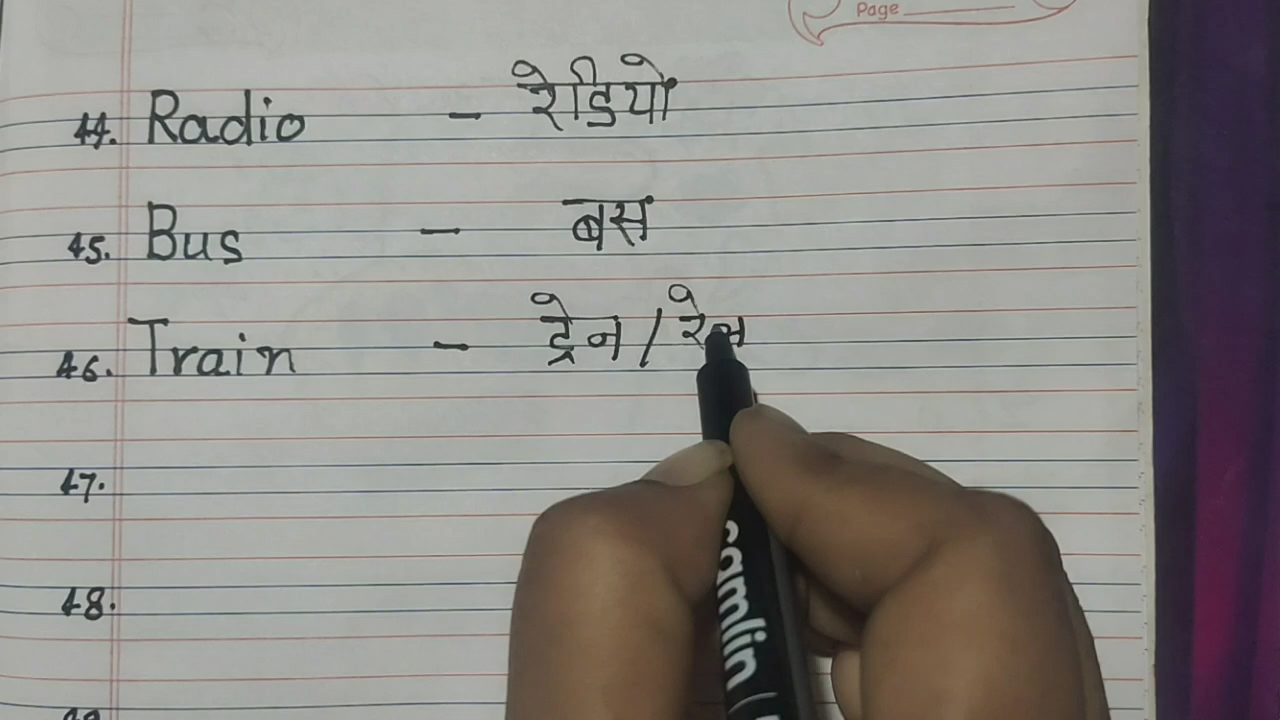 Page
44. Radio - रेडियो
45. Bus - बस
46. Train - ट्रेन / रेल
47.
48.
camlin